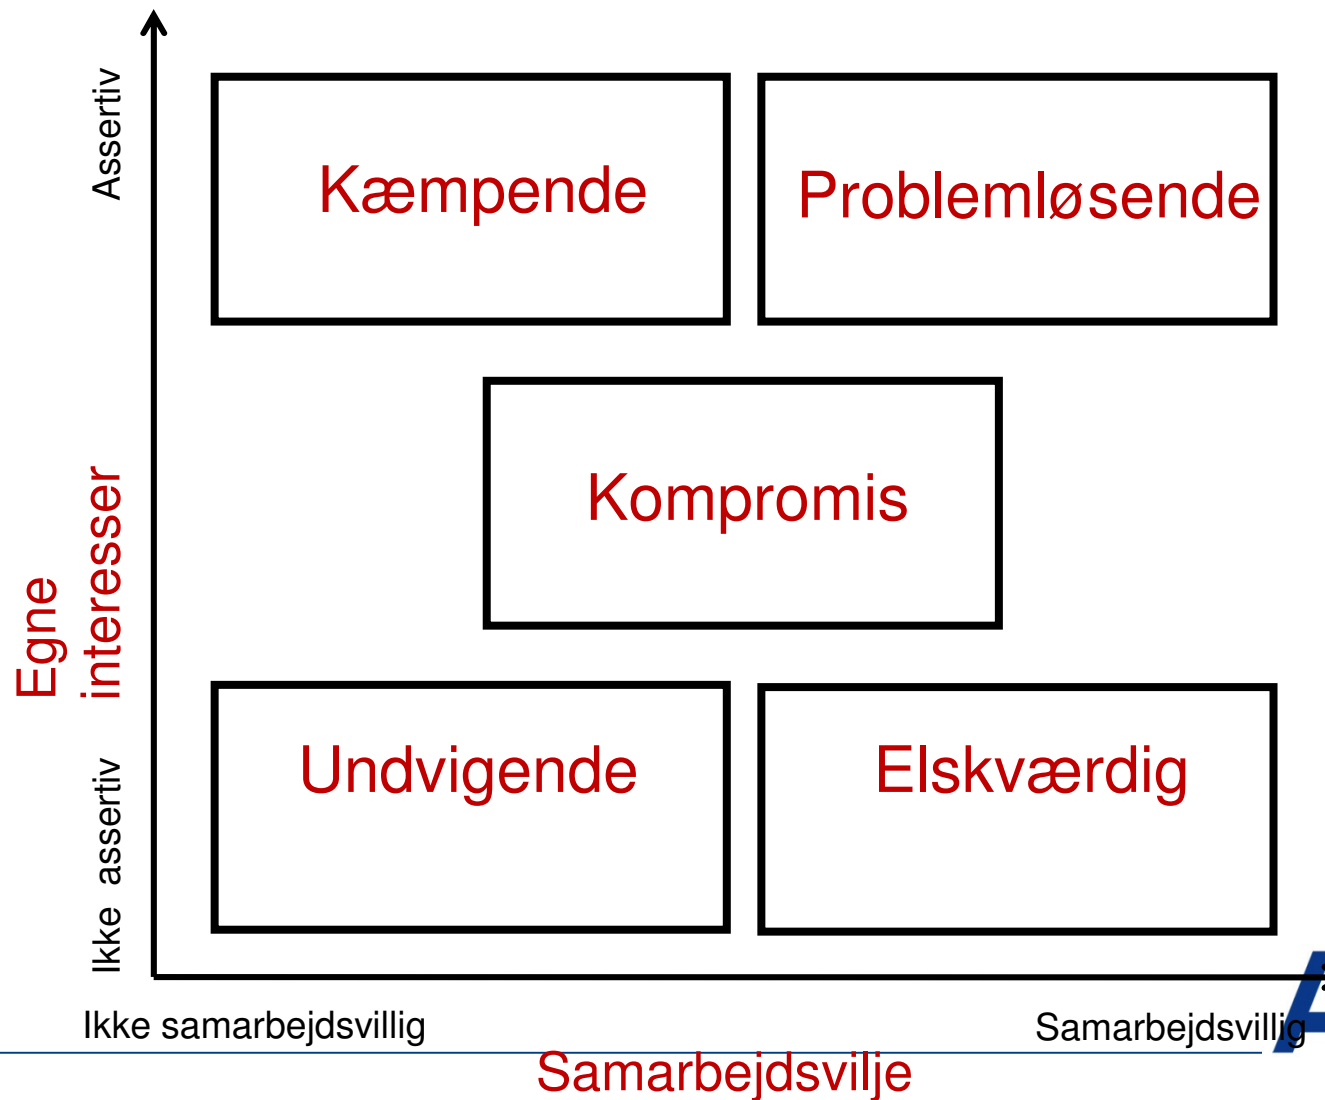 Assertiv
Kæmpende
Problemløsende
Kompromis
Egne
interesser
Undvigende
Elskværdig
Ikke assertiv
Ikke samarbejdsvillig
Samarbejdsvillig
Samarbejdsvilje